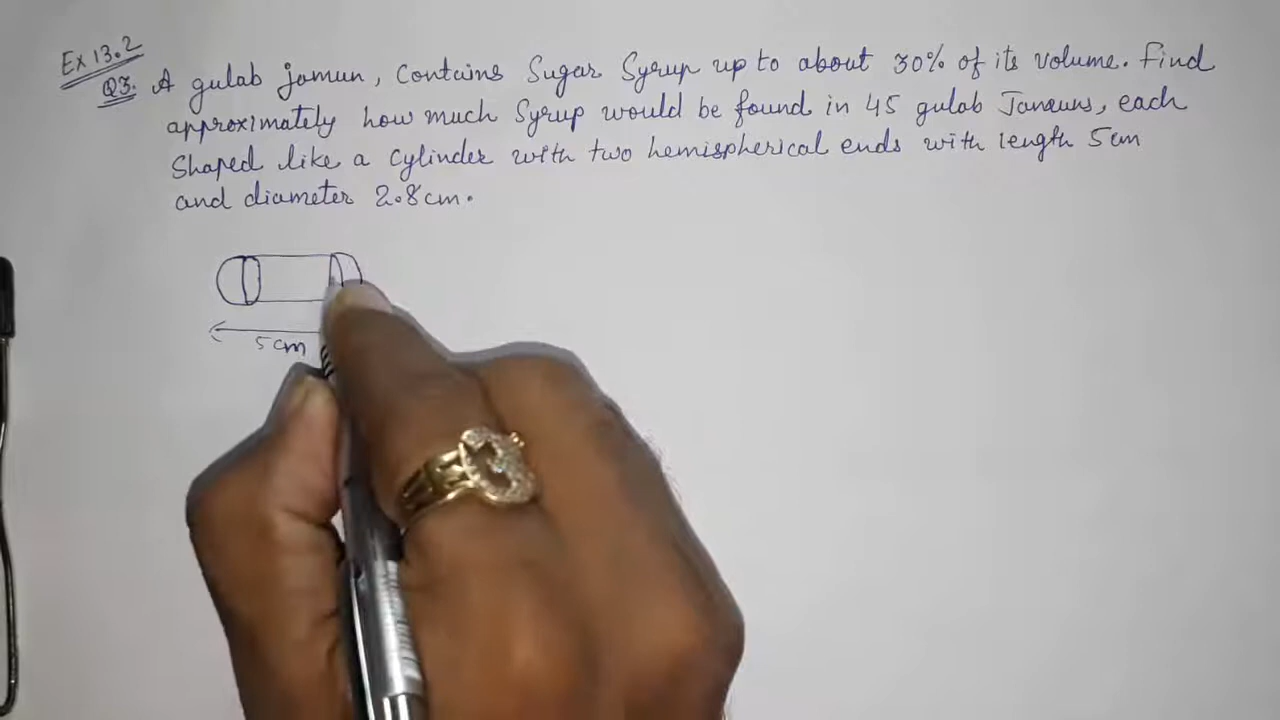 Ex 13.2
Q3. A gulab jamun, Contains Sugar Syrup up to about 30% of its volume. Find
approximately how much Syrup would be found in 45 gulab Jamuns, each
Shaped like a cylinder with two hemispherical ends with length 5cm
and diameter 2.8cm.
5cm